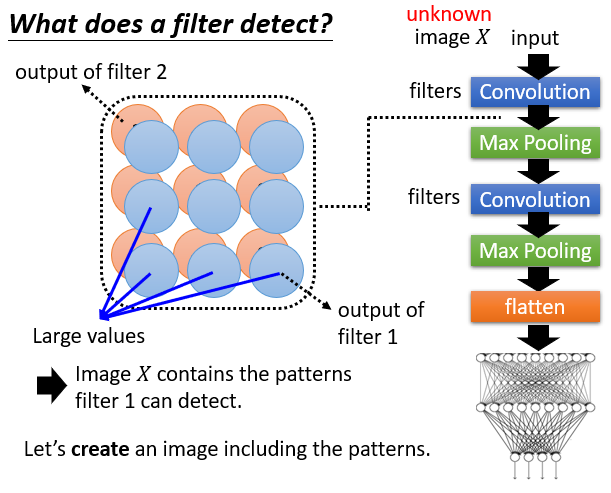 What does a filter detect?
unknown
image X
input
output of filter 2
filters
Convolution
Max Pooling
filters
Convolution
Max Pooling
flatten
output of
filter 1
Large values
Image X contains the patterns
filter 1 can detect.
Let’s create an image including the patterns.